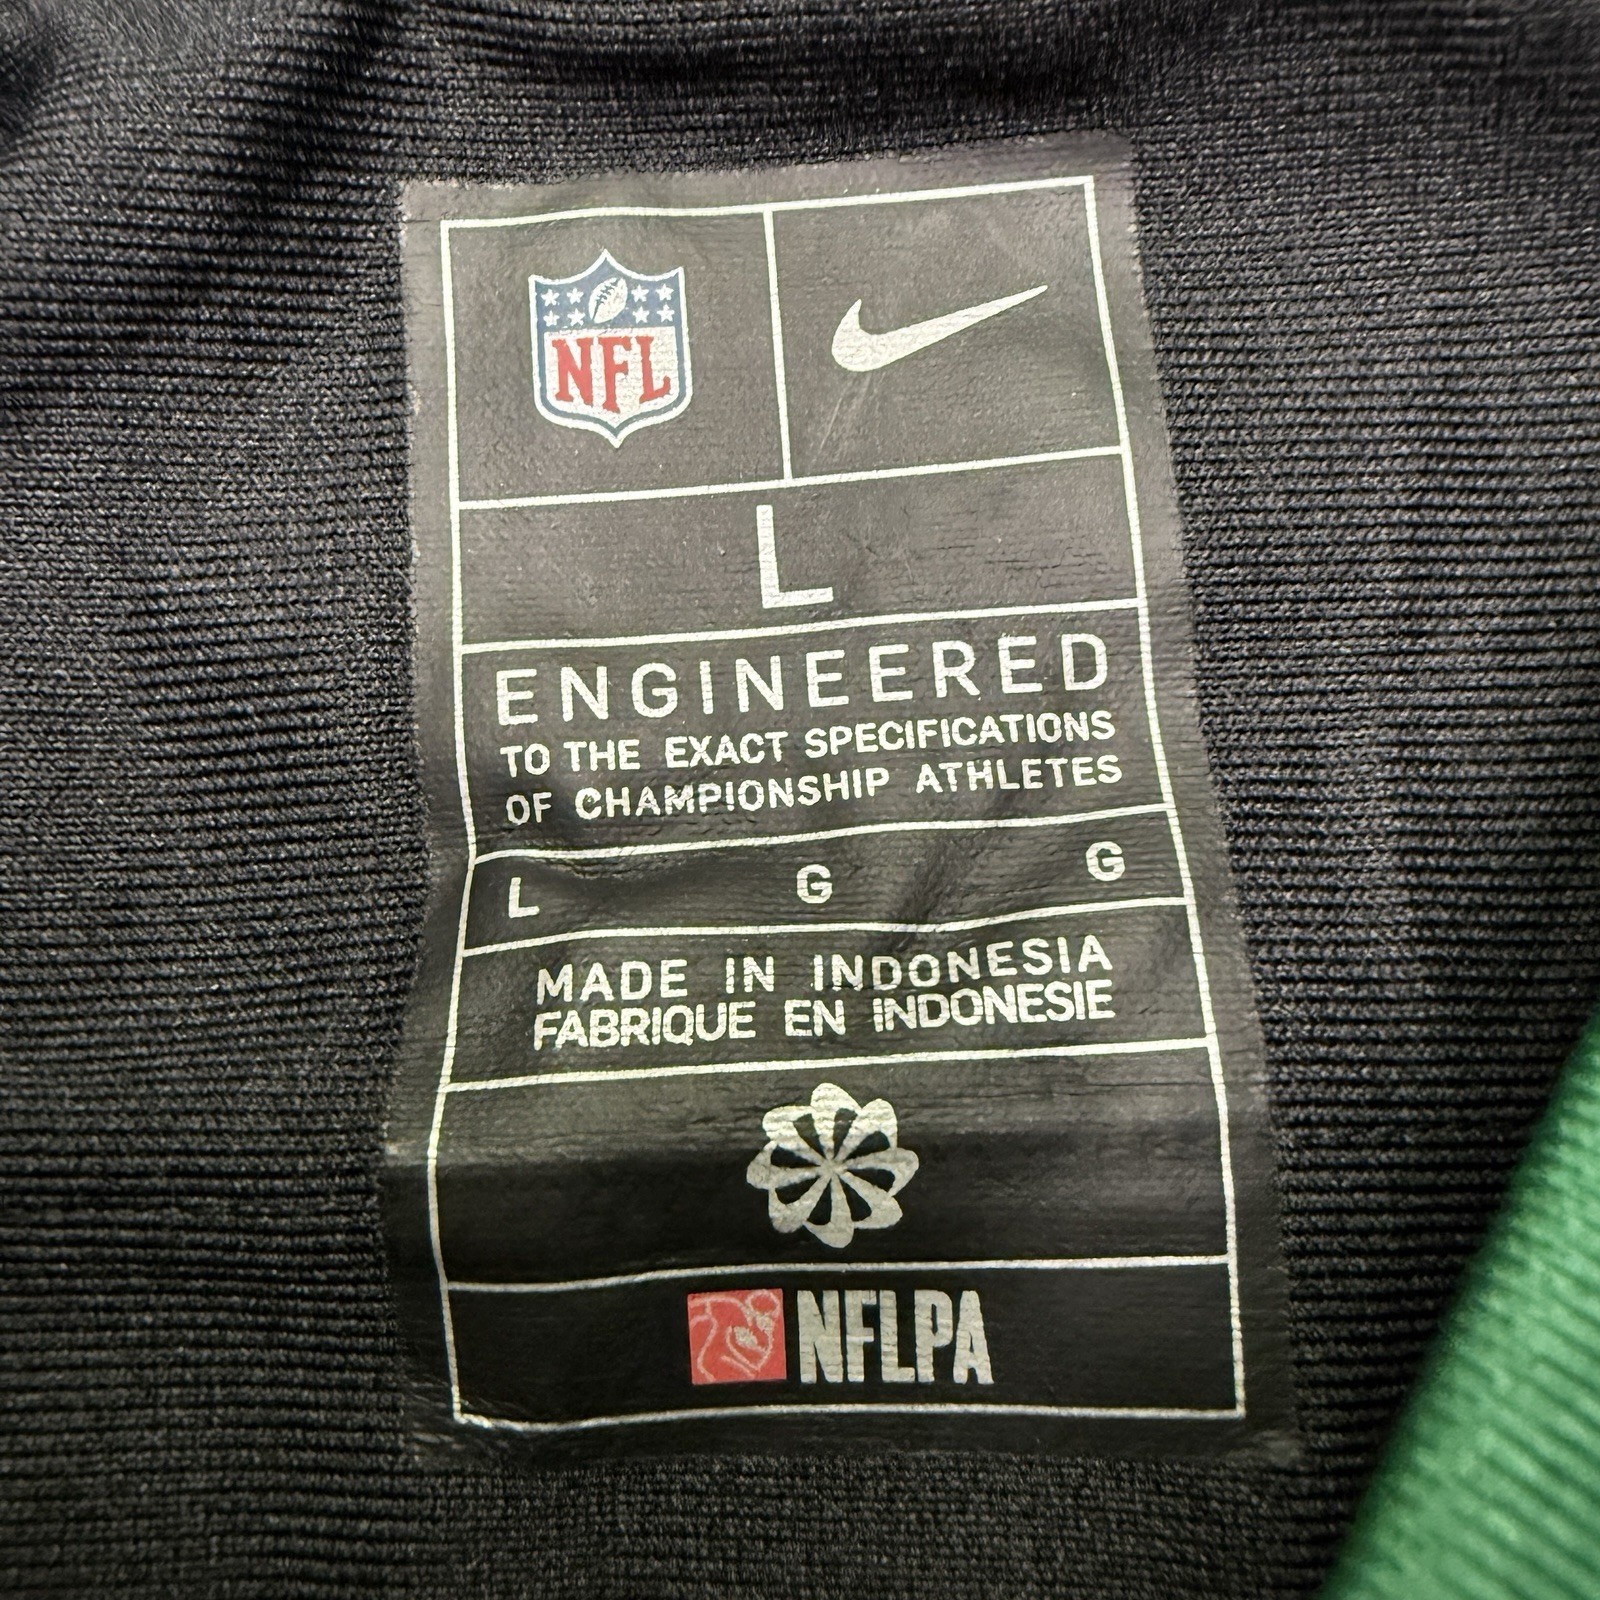 NFL
L
ENGINEERED
TO THE EXACT SPECIFICATIONS
OF CHAMPIONSHIP ATHLETES
L G G
MADE IN INDONESIA
FABRIQUE EN INDONESIE
NFLPA